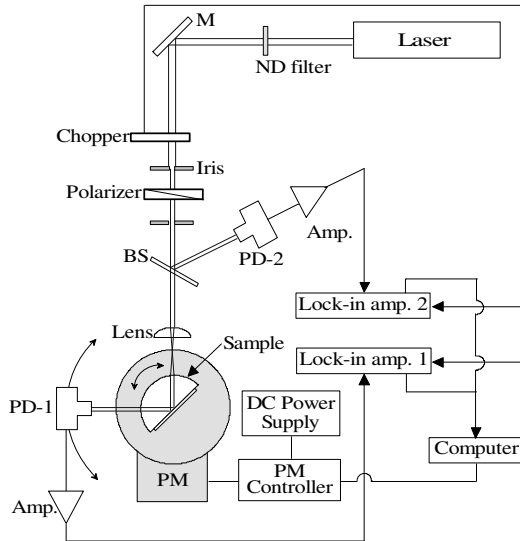 M
Laser
ND filter
Chopper
Iris
Polarizer
Amp.
PD-2
BS
Lock-in amp. 2
Lens
Sample
Lock-in amp. 1
PD-1
DC Power
Supply
Computer
PM
PM
Controller
Amp.